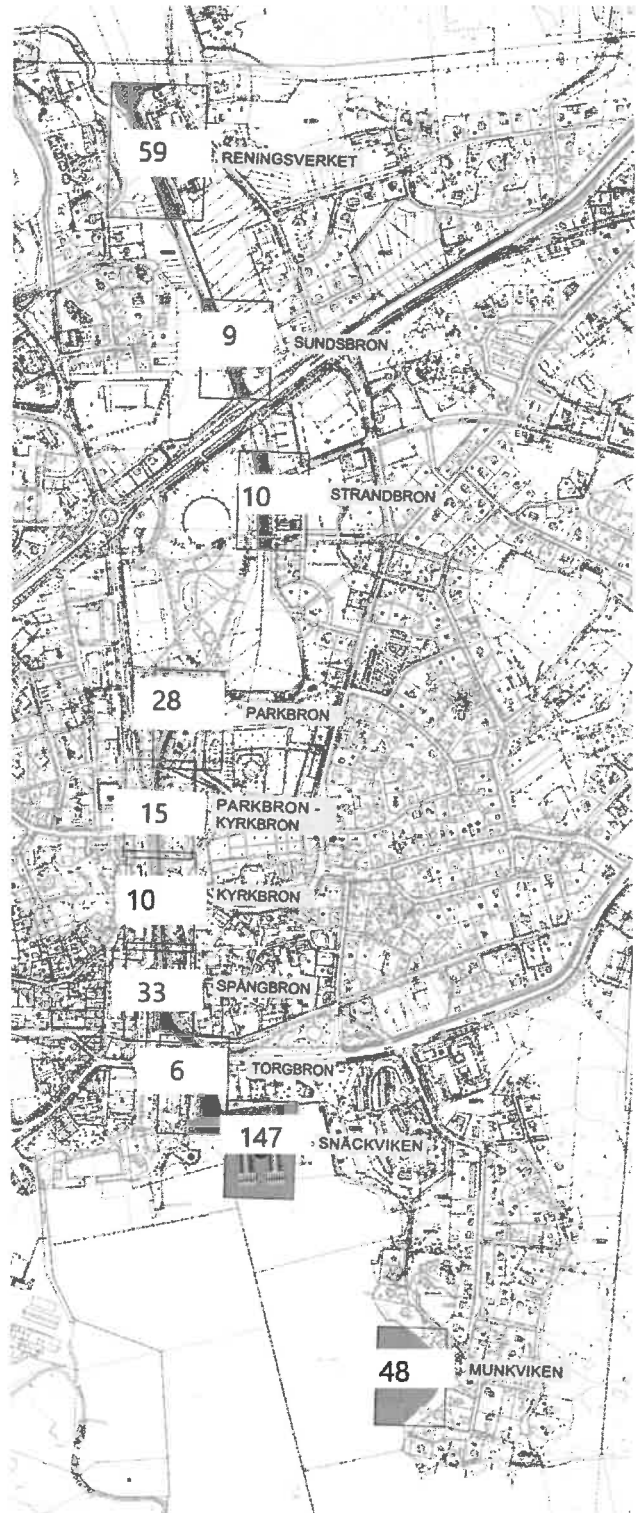 59
RENINGSVERKET
9
SUNDSBRON
10
STRANDBRON
28
PARKBRON
15
PARKBRON -
KYRKBRON
10
KYRKBRON
33
SPÅNGBRON
6
TORGBRON
147
SNÄCKVIKEN
48
MUNKVIKEN